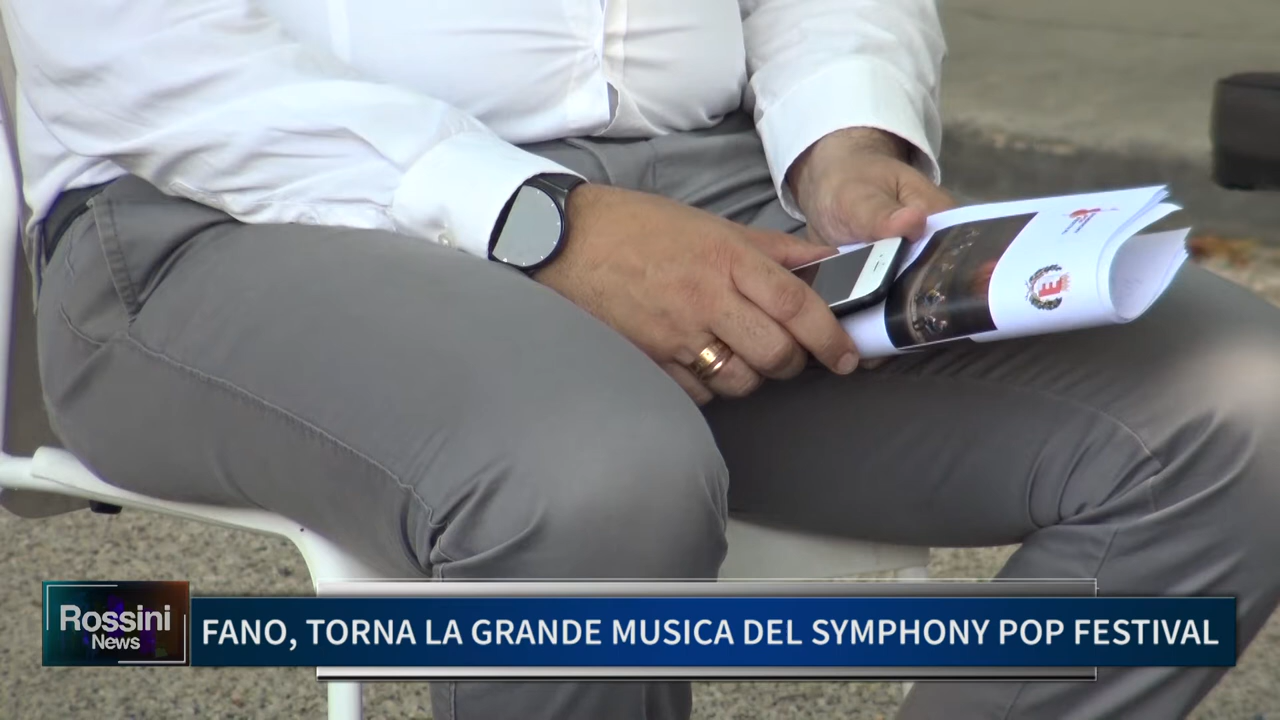 E
Rossini
News
FANO, TORNA LA GRANDE MUSICA DEL SYMPHONY POP FESTIVAL